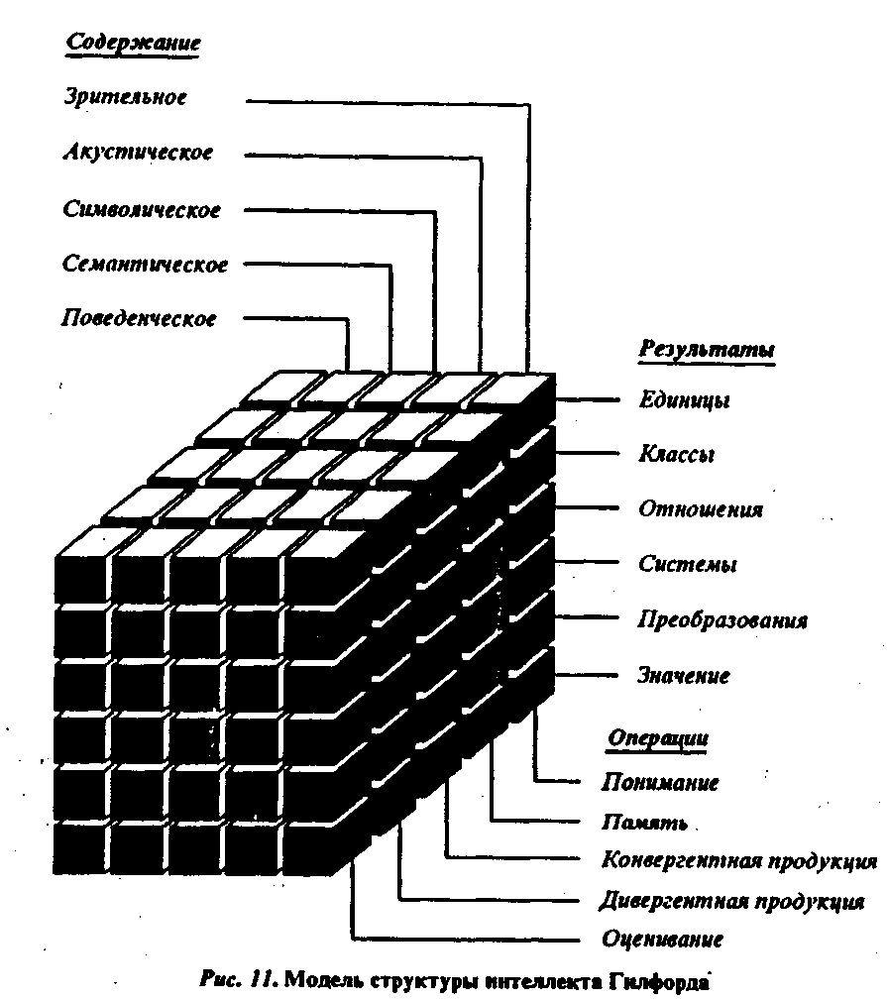 Содержание
Зрительное
Акустическое
Символическое
Семантическое
Поведенческое
Результаты
Единицы
Классы
Отношения
Системы
Преобразования
Значение
Операции
Понимание
Память
Конвергентная продукция
Дивергентная продукция
Оценивание
Рис. 11. Модель структуры интеллекта Гилфорда